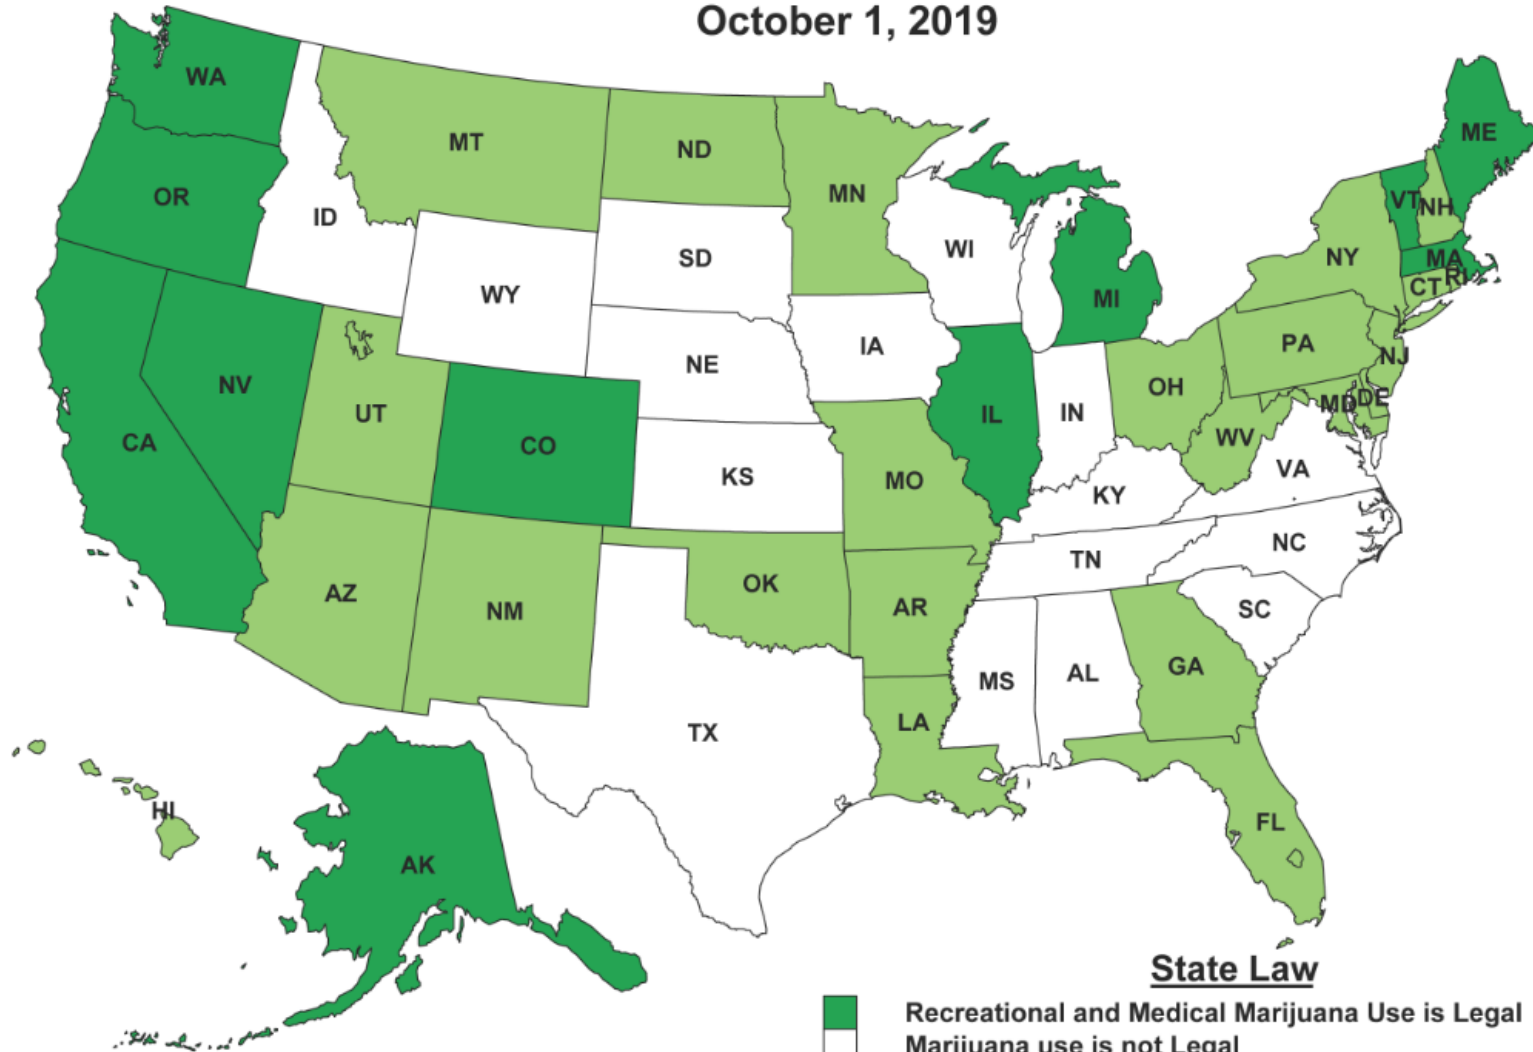 October 1, 2019
WA
ME
MT
ND
VT
NH
MN
OR
ID
WI
NY
MA
SD
CT
RI
WY
MI
IA
PA
NJ
NE
NV
OH
MD
DE
UT
IL
IN
CA
CO
WV
VA
KS
MO
KY
NC
TN
OK
AZ
AR
NM
SC
GA
MS
AL
LA
TX
HI
FL
AK
State Law
Recreational and Medical Marijuana Use is Legal
Marijuana use is not Legal